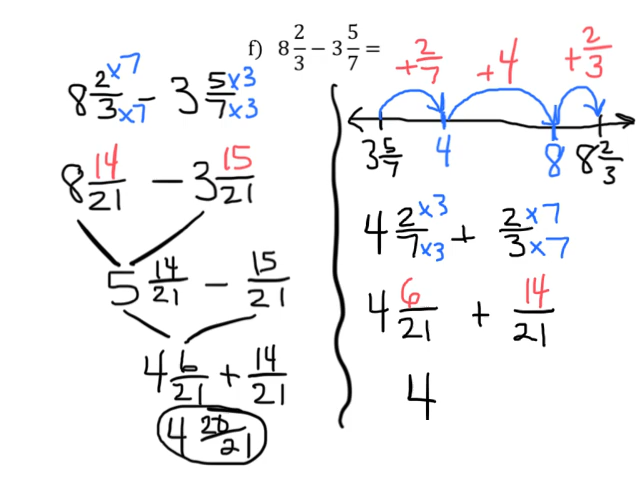 f) 8 2/3 − 3 5/7 =
8 2×7/3×7 − 3 5×3/7×3
8 14/21 − 3 15/21
5 14/21 − 15/21
4 6/21 + 14/21
4 20/21
+2/7 +4 +2/3
3 5/7 4 8 8 2/3
4 2×3/7×3 + 2×7/3×7
4 6/21 + 14/21
4